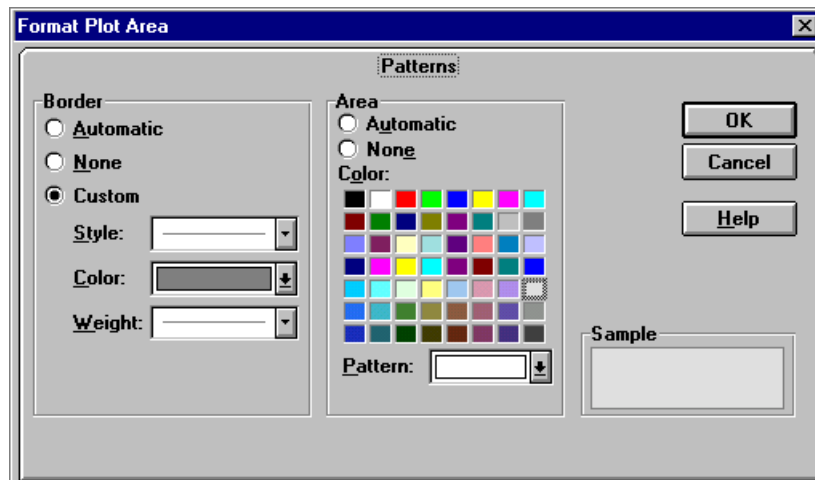 Format Plot Area
Patterns
Border
Automatic
None
Custom
Style:
Color:
Weight:
Area
Automatic
None
Color:
Pattern:
OK
Cancel
Help
Sample